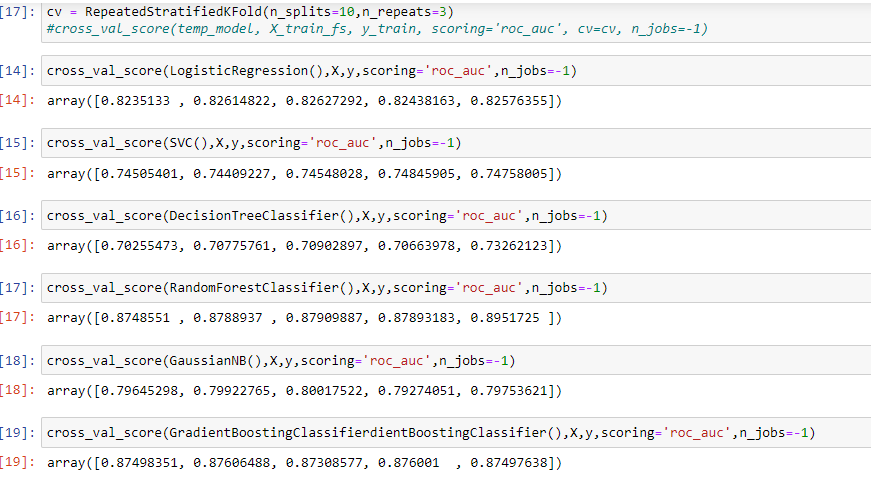 [17]: cv = RepeatedStratifiedKFold(n_splits=10,n_repeats=3)
#cross_val_score(temp_model, X_train_fs, y_train, scoring='roc_auc', cv=cv, n_jobs=-1)
[14]: cross_val_score(LogisticRegression(),X,y,scoring='roc_auc',n_jobs=-1)
[14]: array([0.8235133 , 0.82614822, 0.82627292, 0.82438163, 0.82576355])
[15]: cross_val_score(SVC(),X,y,scoring='roc_auc',n_jobs=-1)
[15]: array([0.74505401, 0.74409227, 0.74548028, 0.74845905, 0.74758005])
[16]: cross_val_score(DecisionTreeClassifier(),X,y,scoring='roc_auc',n_jobs=-1)
[16]: array([0.70255473, 0.70775761, 0.70902897, 0.70663978, 0.73262123])
[17]: cross_val_score(RandomForestClassifier(),X,y,scoring='roc_auc',n_jobs=-1)
[17]: array([0.8748551 , 0.8788937 , 0.87909887, 0.87893183, 0.8951725 ])
[18]: cross_val_score(GaussianNB(),X,y,scoring='roc_auc',n_jobs=-1)
[18]: array([0.79645298, 0.79922765, 0.80017522, 0.79274051, 0.79753621])
[19]: cross_val_score(GradientBoostingClassifierdientBoostingClassifier(),X,y,scoring='roc_auc',n_jobs=-1)
[19]: array([0.87498351, 0.87606488, 0.87308577, 0.876001  , 0.87497638])